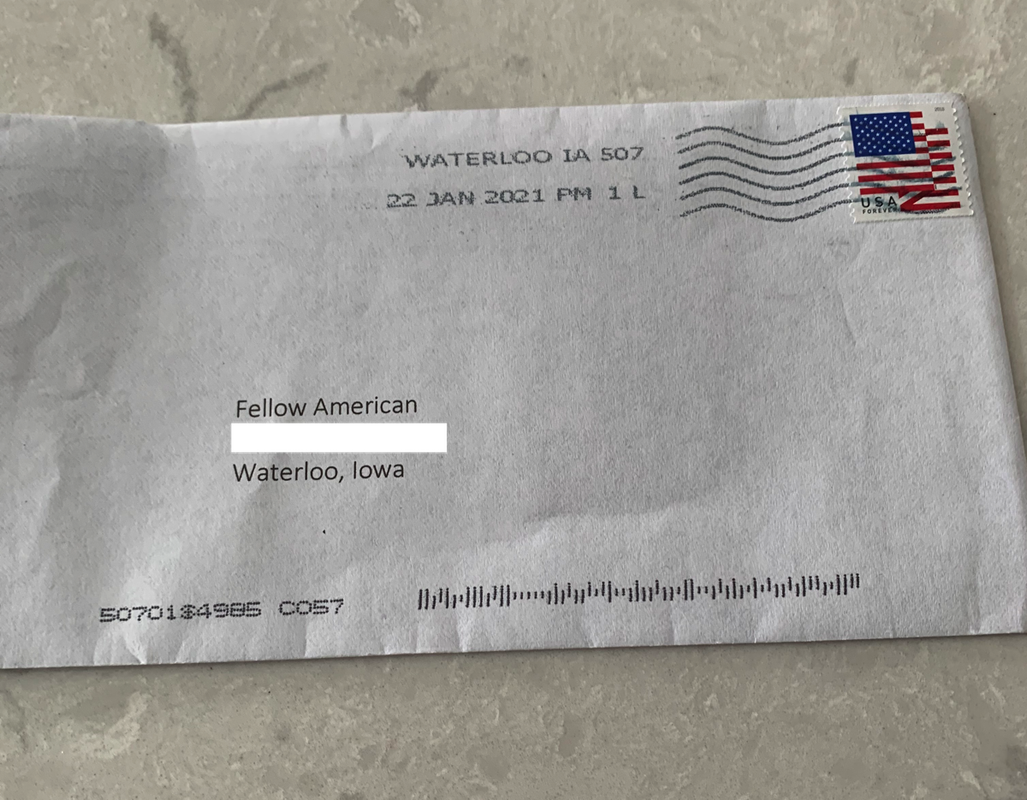 WATERLOO IA 507
22 JAN 2021 PM 1 L
USA
FOREVER
Fellow American
Waterloo, Iowa
50701$4985 C057